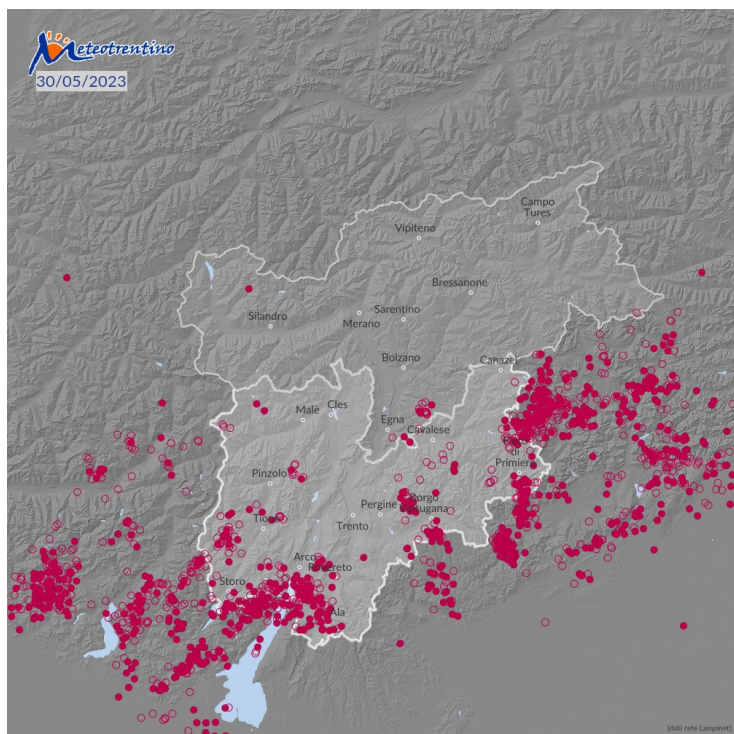 Meteotrentino
30/05/2023
Campo
Tures
Vipiteno
Bressanone
Silandro
Sarentino
Merano
Bolzano
Canazei
Malè
Cles
Egna
Cavalese
di
Primiero
Pinzolo
Borgo
Pergine
Tione
Trento
Arco
Rovereto
Storo
Ala
[dati rete Lampinet]